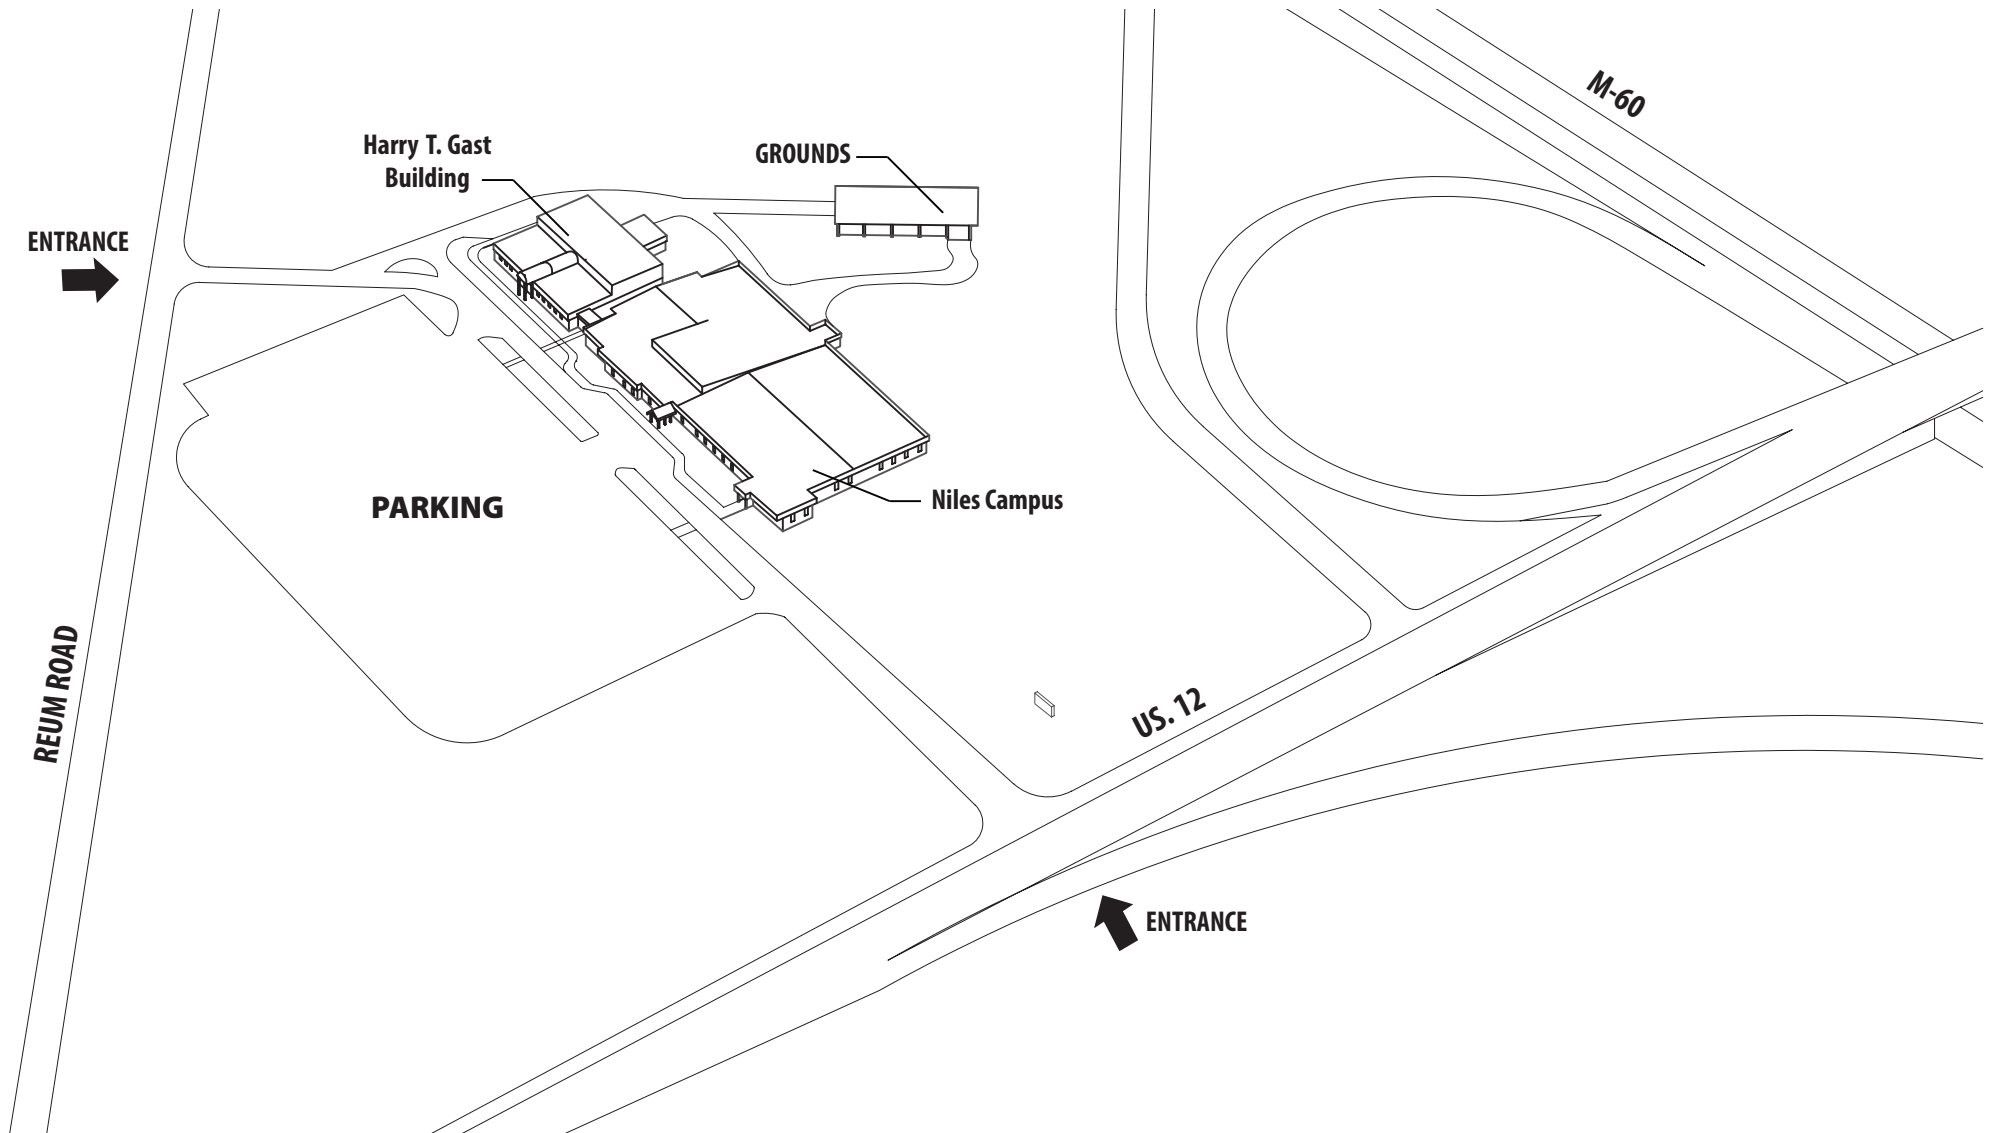 M-60
Harry T. Gast
Building
GROUNDS
ENTRANCE
Niles Campus
PARKING
REUM ROAD
US. 12
ENTRANCE